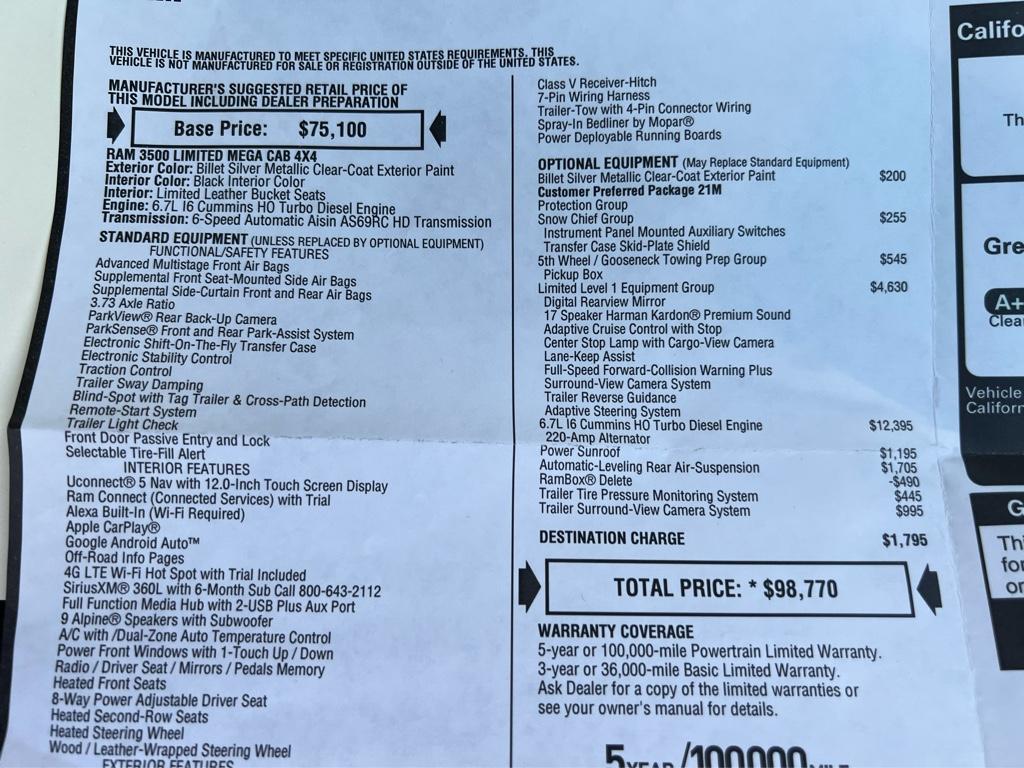 THIS VEHICLE IS MANUFACTURED TO MEET SPECIFIC UNITED STATES REQUIREMENTS. THIS
VEHICLE IS NOT MANUFACTURED FOR SALE OR REGISTRATION OUTSIDE OF THE UNITED STATES.
MANUFACTURER'S SUGGESTED RETAIL PRICE OF
THIS MODEL INCLUDING DEALER PREPARATION
Base Price: $75,100
RAM 3500 LIMITED MEGA CAB 4X4
Exterior Color: Billet Silver Metallic Clear-Coat Exterior Paint
Interior Color: Black Interior Color
Interior: Limited Leather Bucket Seats
Engine: 6.7L I6 Cummins HO Turbo Diesel Engine
Transmission: 6-Speed Automatic Aisin AS69RC HD Transmission
STANDARD EQUIPMENT (UNLESS REPLACED BY OPTIONAL EQUIPMENT)
FUNCTIONAL/SAFETY FEATURES
Advanced Multistage Front Air Bags
Supplemental Front Seat-Mounted Side Air Bags
Supplemental Side-Curtain Front and Rear Air Bags
3.73 Axle Ratio
ParkView® Rear Back-Up Camera
ParkSense® Front and Rear Park-Assist System
Electronic Shift-On-The-Fly Transfer Case
Electronic Stability Control
Traction Control
Trailer Sway Damping
Blind-Spot with Tag Trailer & Cross-Path Detection
Remote-Start System
Trailer Light Check
Front Door Passive Entry and Lock
Selectable Tire-Fill Alert
INTERIOR FEATURES
Uconnect® 5 Nav with 12.0-Inch Touch Screen Display
Ram Connect (Connected Services) with Trial
Alexa Built-In (Wi-Fi Required)
Apple CarPlay®
Google Android Auto™
Off-Road Info Pages
4G LTE Wi-Fi Hot Spot with Trial Included
SiriusXM® 360L with 6-Month Sub Call 800-643-2112
Full Function Media Hub with 2-USB Plus Aux Port
9 Alpine® Speakers with Subwoofer
A/C with /Dual-Zone Auto Temperature Control
Power Front Windows with 1-Touch Up / Down
Radio / Driver Seat / Mirrors / Pedals Memory
Heated Front Seats
8-Way Power Adjustable Driver Seat
Heated Second-Row Seats
Heated Steering Wheel
Wood / Leather-Wrapped Steering Wheel
EXTERIOR FEATURES
Class V Receiver-Hitch
7-Pin Wiring Harness
Trailer-Tow with 4-Pin Connector Wiring
Spray-In Bedliner by Mopar®
Power Deployable Running Boards
OPTIONAL EQUIPMENT (May Replace Standard Equipment)
Billet Silver Metallic Clear-Coat Exterior Paint $200
Customer Preferred Package 21M
Protection Group
Snow Chief Group $255
Instrument Panel Mounted Auxiliary Switches
Transfer Case Skid-Plate Shield
5th Wheel / Gooseneck Towing Prep Group $545
Pickup Box
Limited Level 1 Equipment Group $4,630
Digital Rearview Mirror
17 Speaker Harman Kardon® Premium Sound
Adaptive Cruise Control with Stop
Center Stop Lamp with Cargo-View Camera
Lane-Keep Assist
Full-Speed Forward-Collision Warning Plus
Surround-View Camera System
Trailer Reverse Guidance
Adaptive Steering System
6.7L I6 Cummins HO Turbo Diesel Engine $12,395
220-Amp Alternator
Power Sunroof $1,195
Automatic-Leveling Rear Air-Suspension $1,705
RamBox® Delete -$490
Trailer Tire Pressure Monitoring System $445
Trailer Surround-View Camera System $995
DESTINATION CHARGE $1,795
TOTAL PRICE: * $98,770
WARRANTY COVERAGE
5-year or 100,000-mile Powertrain Limited Warranty.
3-year or 36,000-mile Basic Limited Warranty.
Ask Dealer for a copy of the limited warranties or
see your owner's manual for details.
5 YEAR /100,000 MILE
Califo
Th
Gre
A+
Clea
Vehicle
Californ
G
Thi
for
or